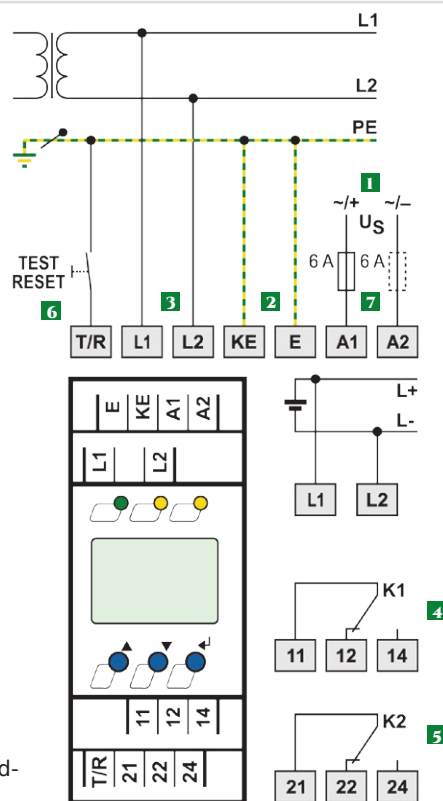 L1
L2
PE
1
~/+ ~/–
US
6 A 6 A
TEST
RESET
6 3 2 7
T/R L1 L2 KE E A1 A2
E KE A1 A2
L1 L2
L+
L-
L1 L2
K1
4
11 12 14
K2
5
21 22 24
11 12 14
T/R 21 22 24
d-